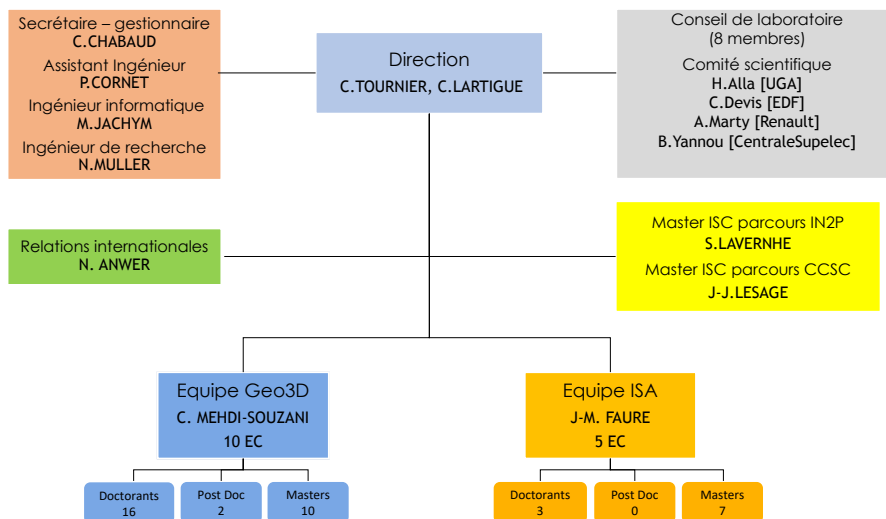 Secrétaire – gestionnaire
C.CHABAUD
Assistant Ingénieur
P.CORNET
Ingénieur informatique
M.JACHYM
Ingénieur de recherche
N.MULLER
Direction
C.TOURNIER, C.LARTIGUE
Conseil de laboratoire
(8 membres)
Comité scientifique
H.Alla [UGA]
C.Devis [EDF]
A.Marty [Renault]
B.Yannou [CentraleSupelec]
Relations internationales
N. ANWER
Master ISC parcours IN2P
S.LAVERNHE
Master ISC parcours CCSC
J-J.LESAGE
Equipe Geo3D
C. MEHDI-SOUZANI
10 EC
Equipe ISA
J-M. FAURE
5 EC
Doctorants
16
Post Doc
2
Masters
10
Doctorants
3
Post Doc
0
Masters
7